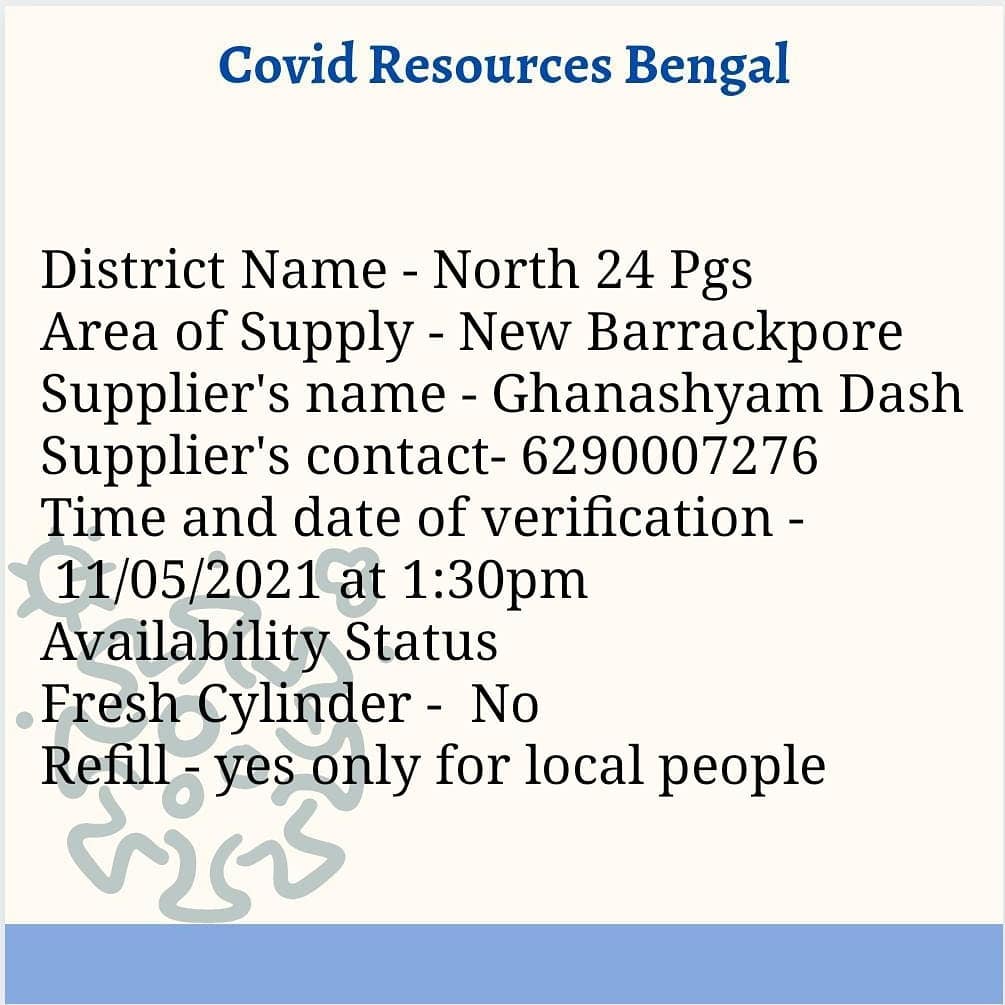 Covid Resources Bengal
District Name - North 24 Pgs
Area of Supply - New Barrackpore
Supplier's name - Ghanashyam Dash
Supplier's contact- 6290007276
Time and date of verification -
11/05/2021 at 1:30pm
Availability Status
Fresh Cylinder -  No
Refill - yes only for local people